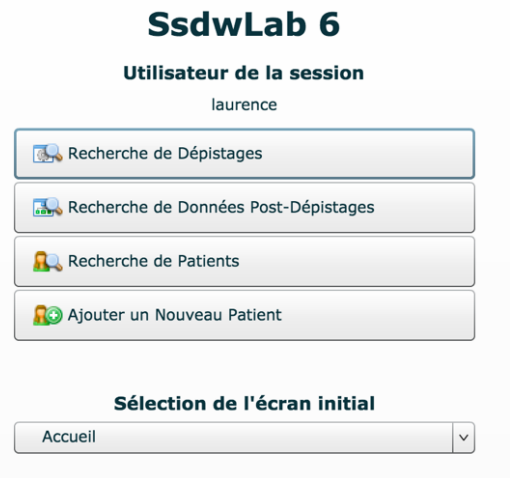 SsdwLab 6
Utilisateur de la session
laurence
Recherche de Dépistages
Recherche de Données Post-Dépistages
Recherche de Patients
Ajouter un Nouveau Patient
Sélection de l'écran initial
Accueil